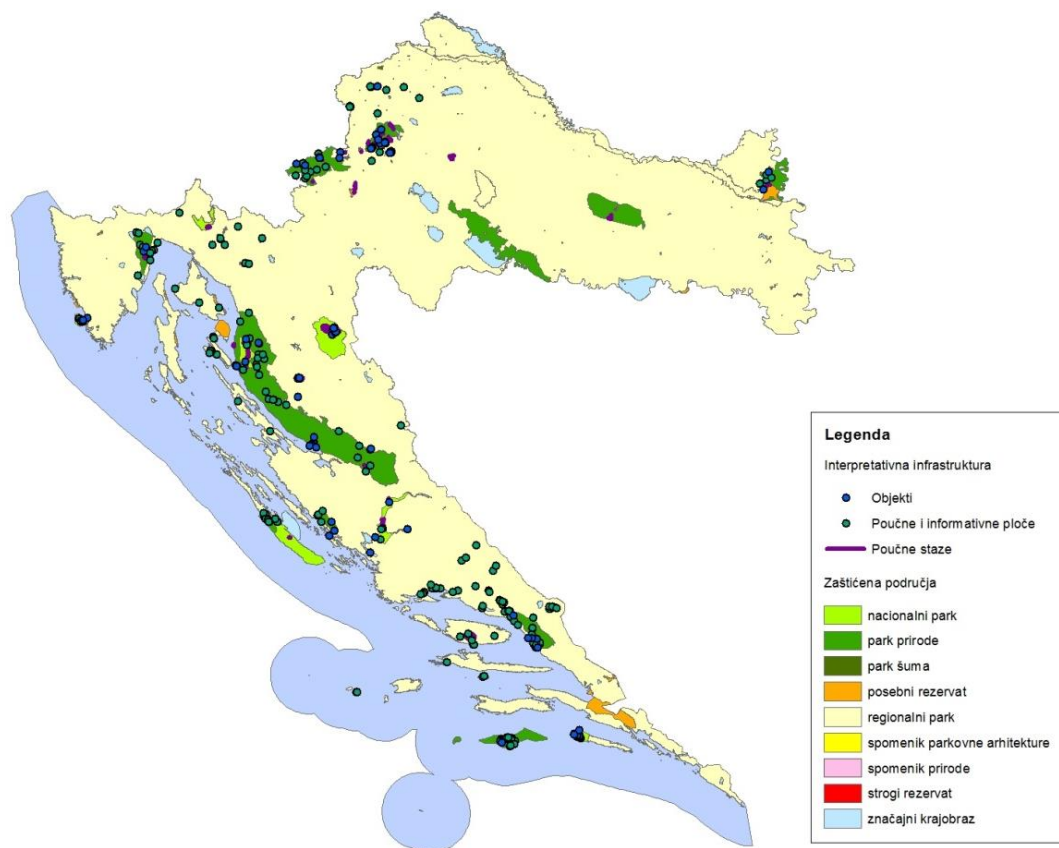 Legenda
Interpretativna infrastruktura
Objekti
Poučne i informativne ploče
Poučne staze
Zaštićena područja
nacionalni park
park prirode
park šuma
posebni rezervat
regionalni park
spomenik parkovne arhitekture
spomenik prirode
strogi rezervat
značajni krajobraz